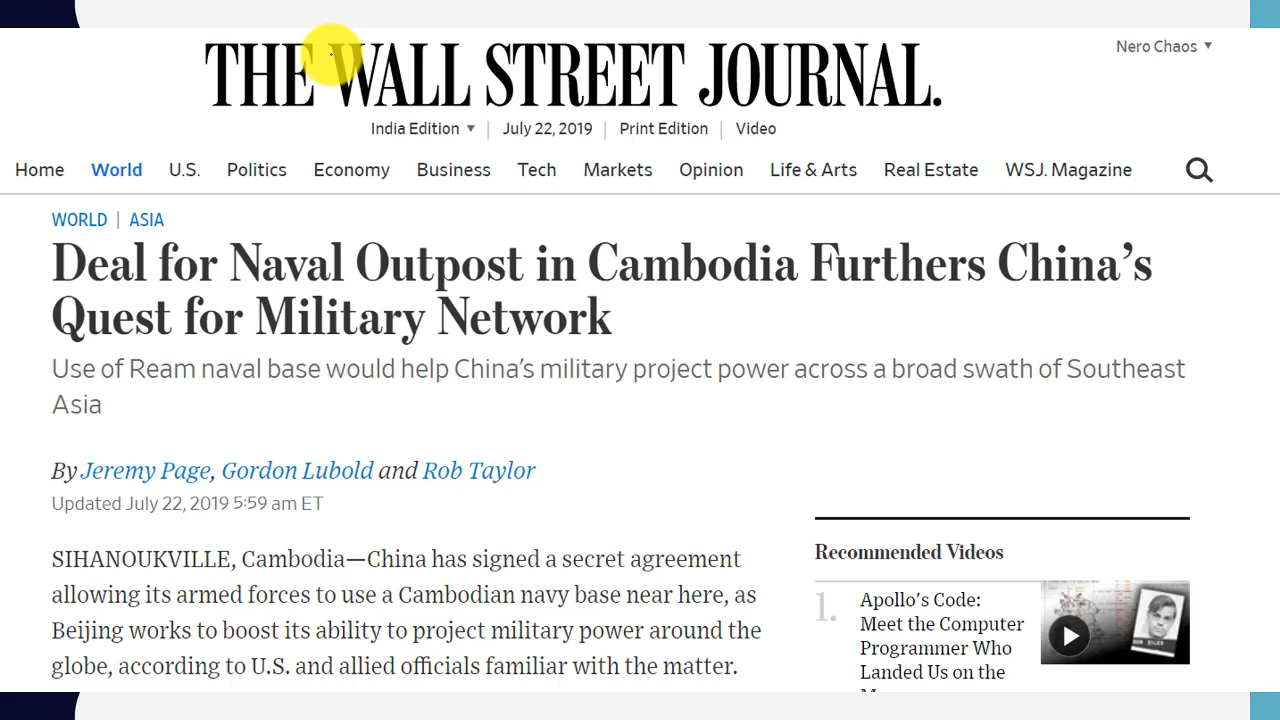 THE WALL STREET JOURNAL.
Nero Chaos
India Edition
July 22, 2019
Print Edition
Video
Home World U.S. Politics Economy Business Tech Markets Opinion Life & Arts Real Estate WSJ. Magazine
WORLD | ASIA
Deal for Naval Outpost in Cambodia Furthers China's
Quest for Military Network
Use of Ream naval base would help China's military project power across a broad swath of Southeast
Asia
By Jeremy Page, Gordon Lubold and Rob Taylor
Updated July 22, 2019 5:59 am ET
SIHANOUKVILLE, Cambodia—China has signed a secret agreement
allowing its armed forces to use a Cambodian navy base near here, as
Beijing works to boost its ability to project military power around the
globe, according to U.S. and allied officials familiar with the matter.
Recommended Videos
1.
Apollo's Code:
Meet the Computer
Programmer Who
Landed Us on the